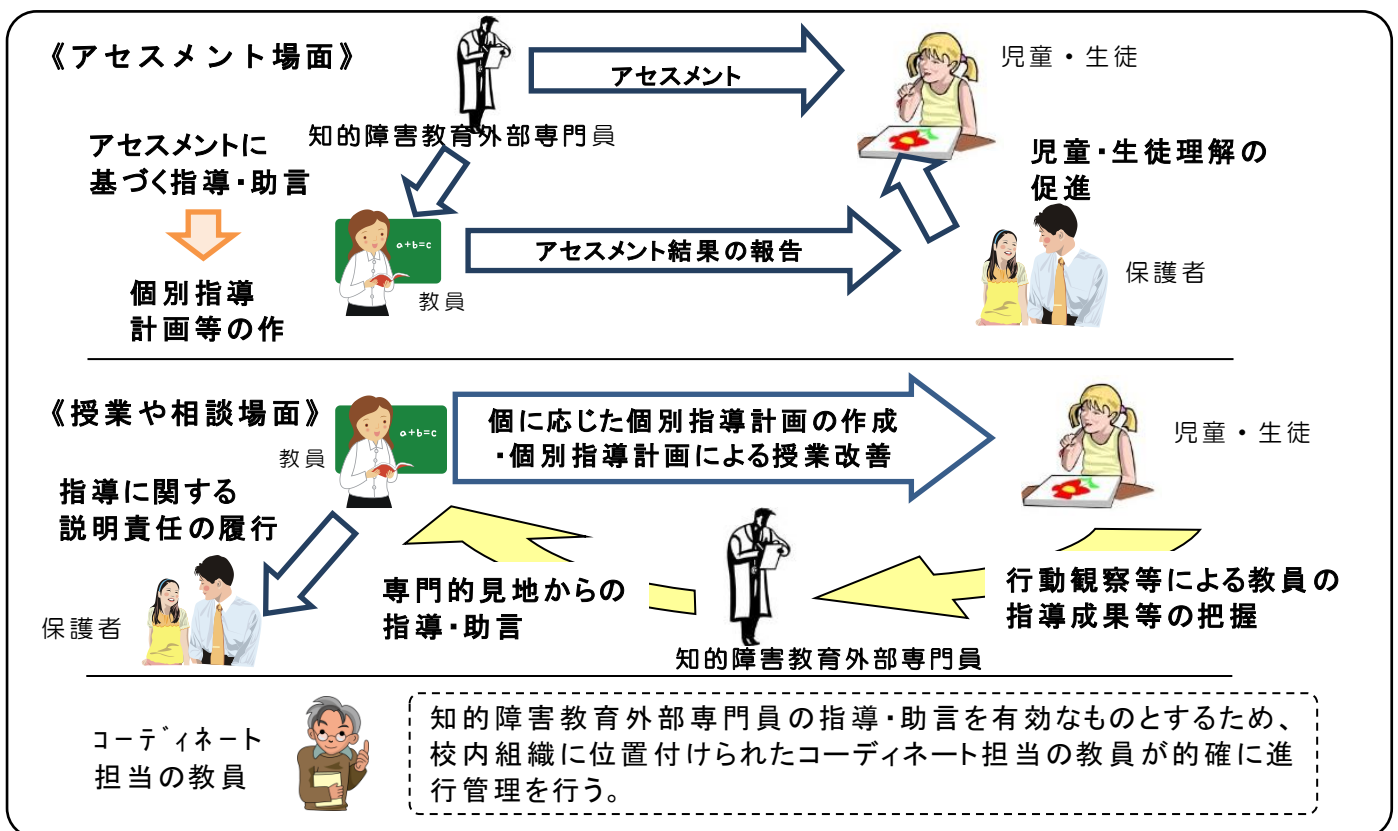 《アセスメント場面》
アセスメント
児童・生徒
知的障害教育外部専門員
アセスメントに
基づく指導・助言
児童・生徒理解の
促進
a+b=c
アセスメント結果の報告
教員
保護者
個別指導
計画等の作
《授業や相談場面》
教員
a+b=c
個に応じた個別指導計画の作成
・個別指導計画による授業改善
児童・生徒
指導に関する
説明責任の履行
保護者
専門的見地からの
指導・助言
行動観察等による教員の
指導成果等の把握
知的障害教育外部専門員
コーディネート
担当の教員
知的障害教育外部専門員の指導・助言を有効なものとするため、
校内組織に位置付けられたコーディネート担当の教員が的確に進
行管理を行う。